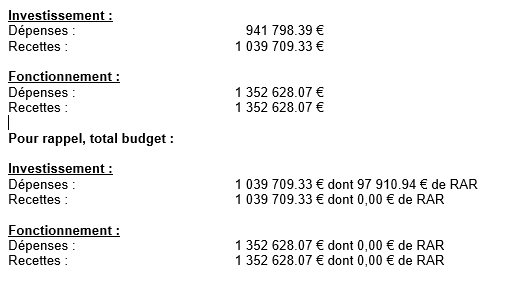 Investissement :
Dépenses : 941 798.39 €
Recettes : 1 039 709.33 €
Fonctionnement :
Dépenses : 1 352 628.07 €
Recettes : 1 352 628.07 €
Pour rappel, total budget :
Investissement :
Dépenses : 1 039 709.33 € dont 97 910.94 € de RAR
Recettes : 1 039 709.33 € dont 0,00 € de RAR
Fonctionnement :
Dépenses : 1 352 628.07 € dont 0,00 € de RAR
Recettes : 1 352 628.07 € dont 0,00 € de RAR